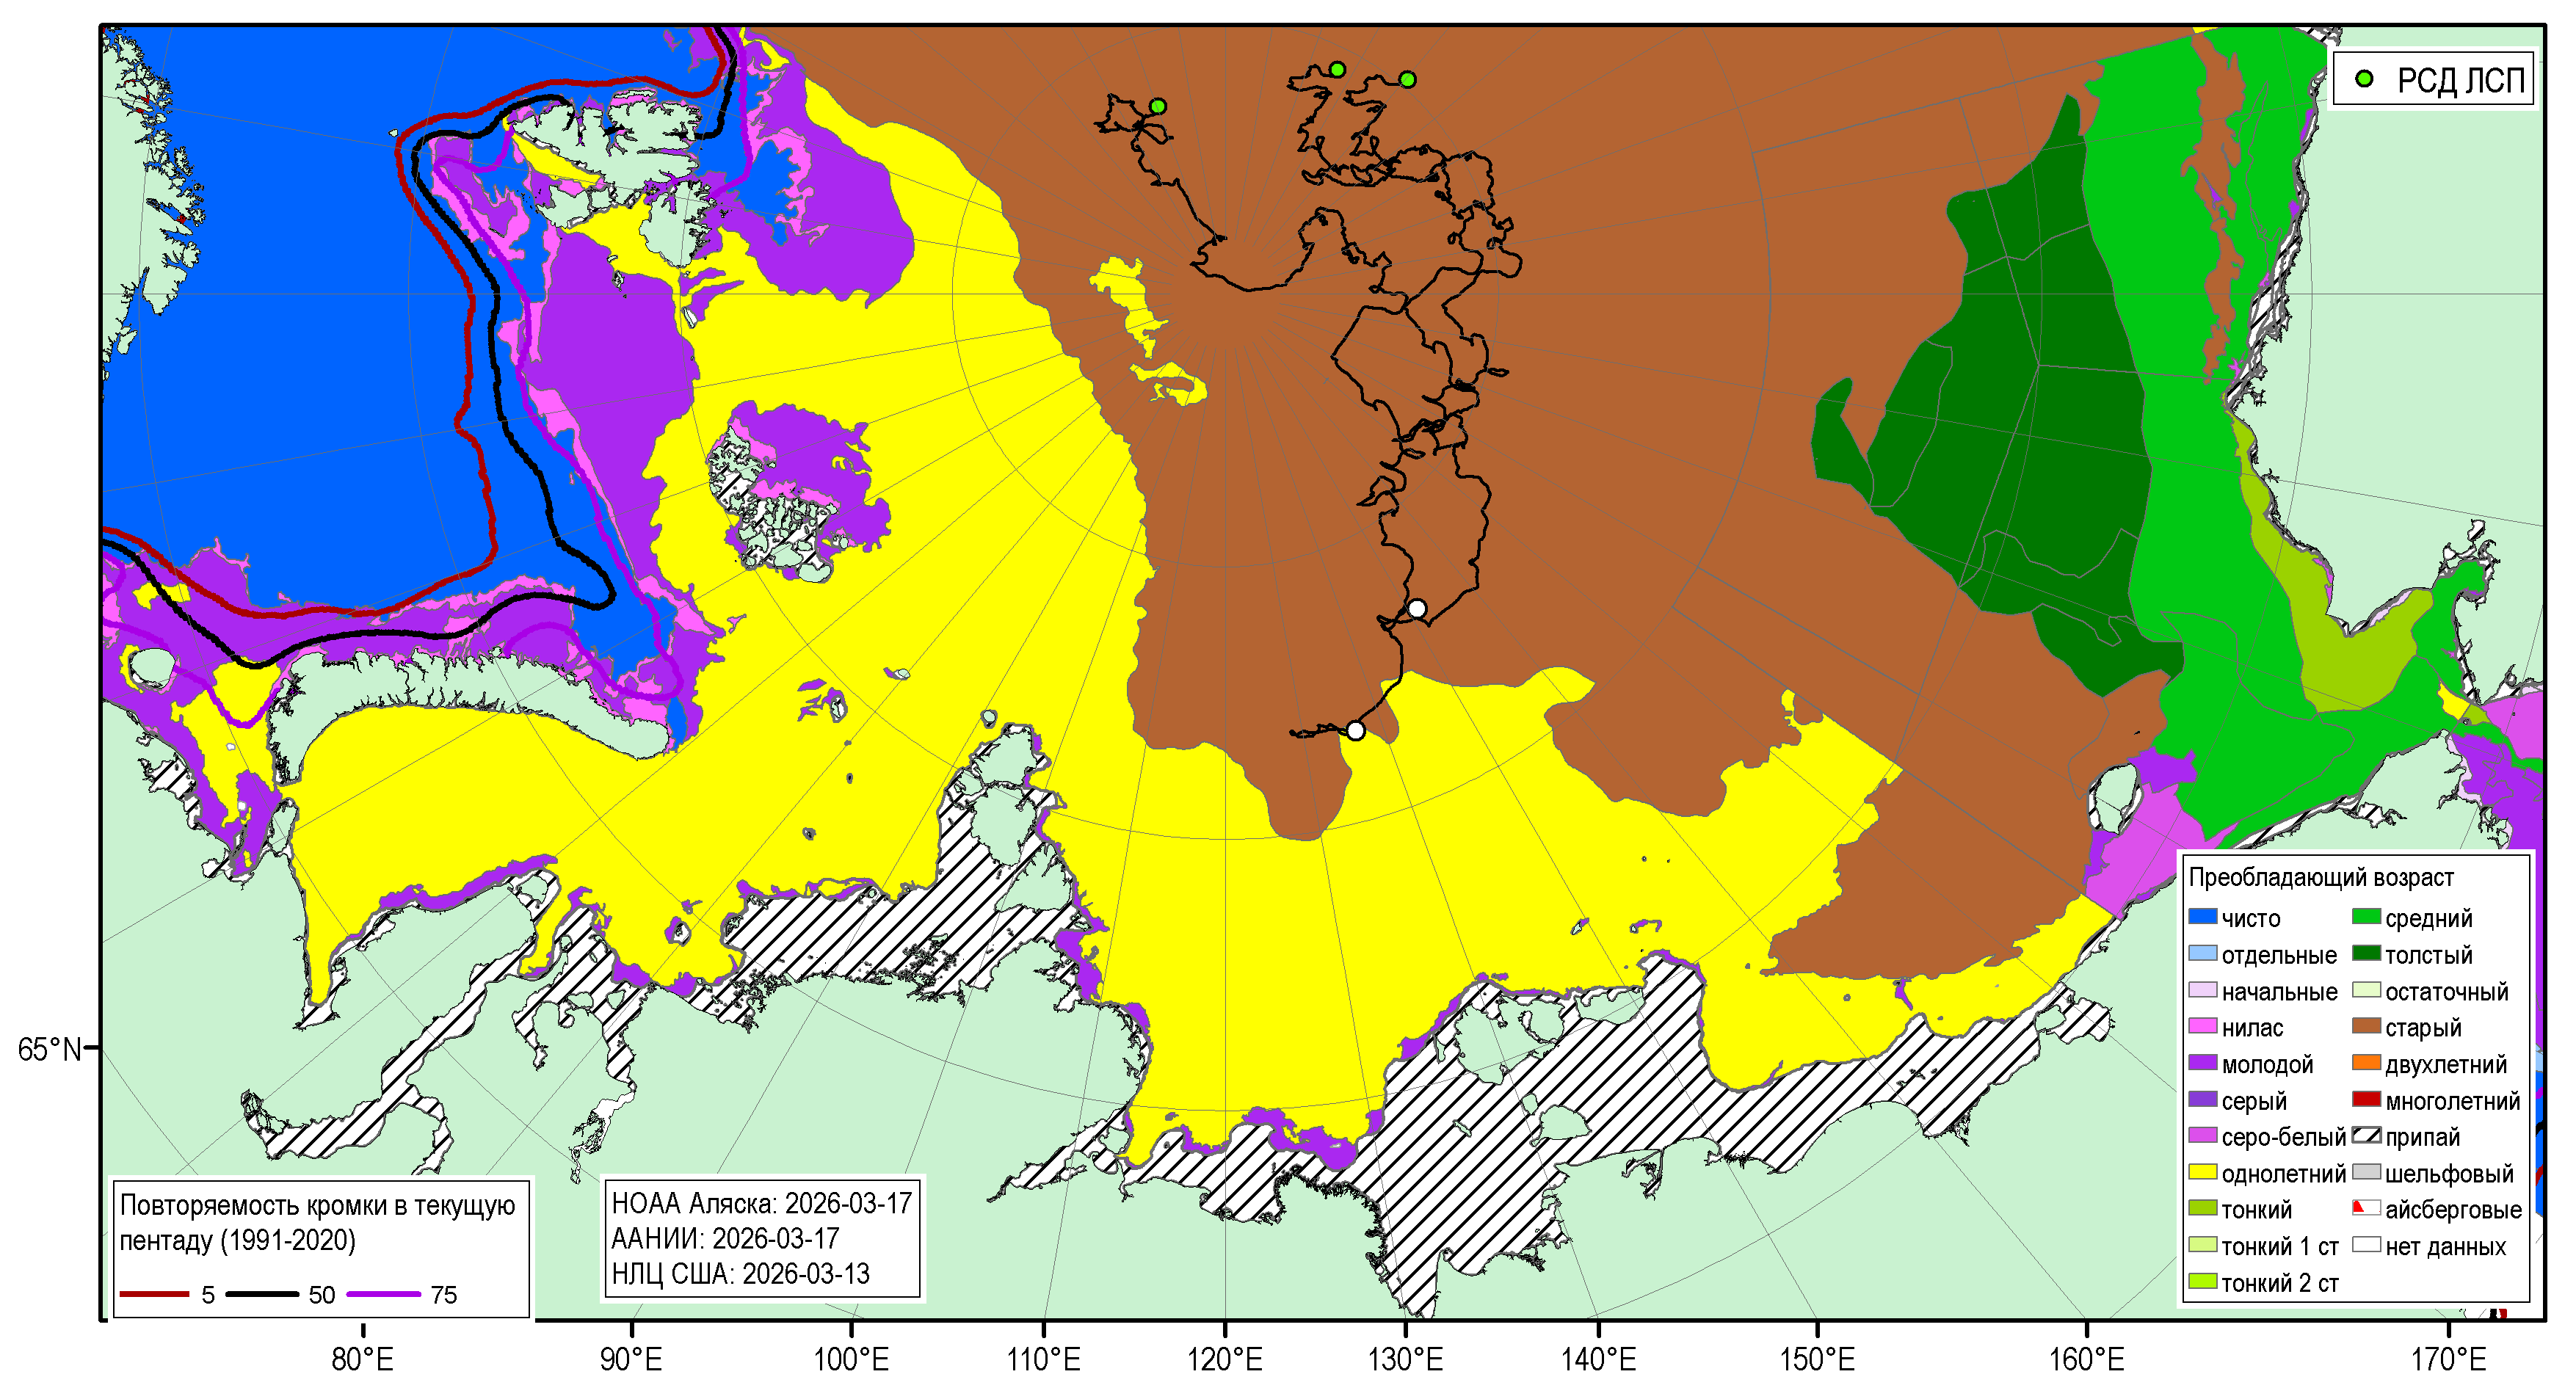 РСД ЛСП
Преобладающий возраст
чисто
отдельные
начальные
нилас
молодой
серый
серо-белый
однолетний
тонкий
тонкий 1 ст
тонкий 2 ст
средний
толстый
остаточный
старый
двухлетний
многолетний
припай
шельфовый
айсберговые
нет данных
65°N
Повторяемость кромки в текущую
пентаду (1991-2020)
5 50 75
НОАА Аляска: 2026-03-17
ААНИИ: 2026-03-17
НЛЦ США: 2026-03-13
80°E 90°E 100°E 110°E 120°E 130°E 140°E 150°E 160°E 170°E